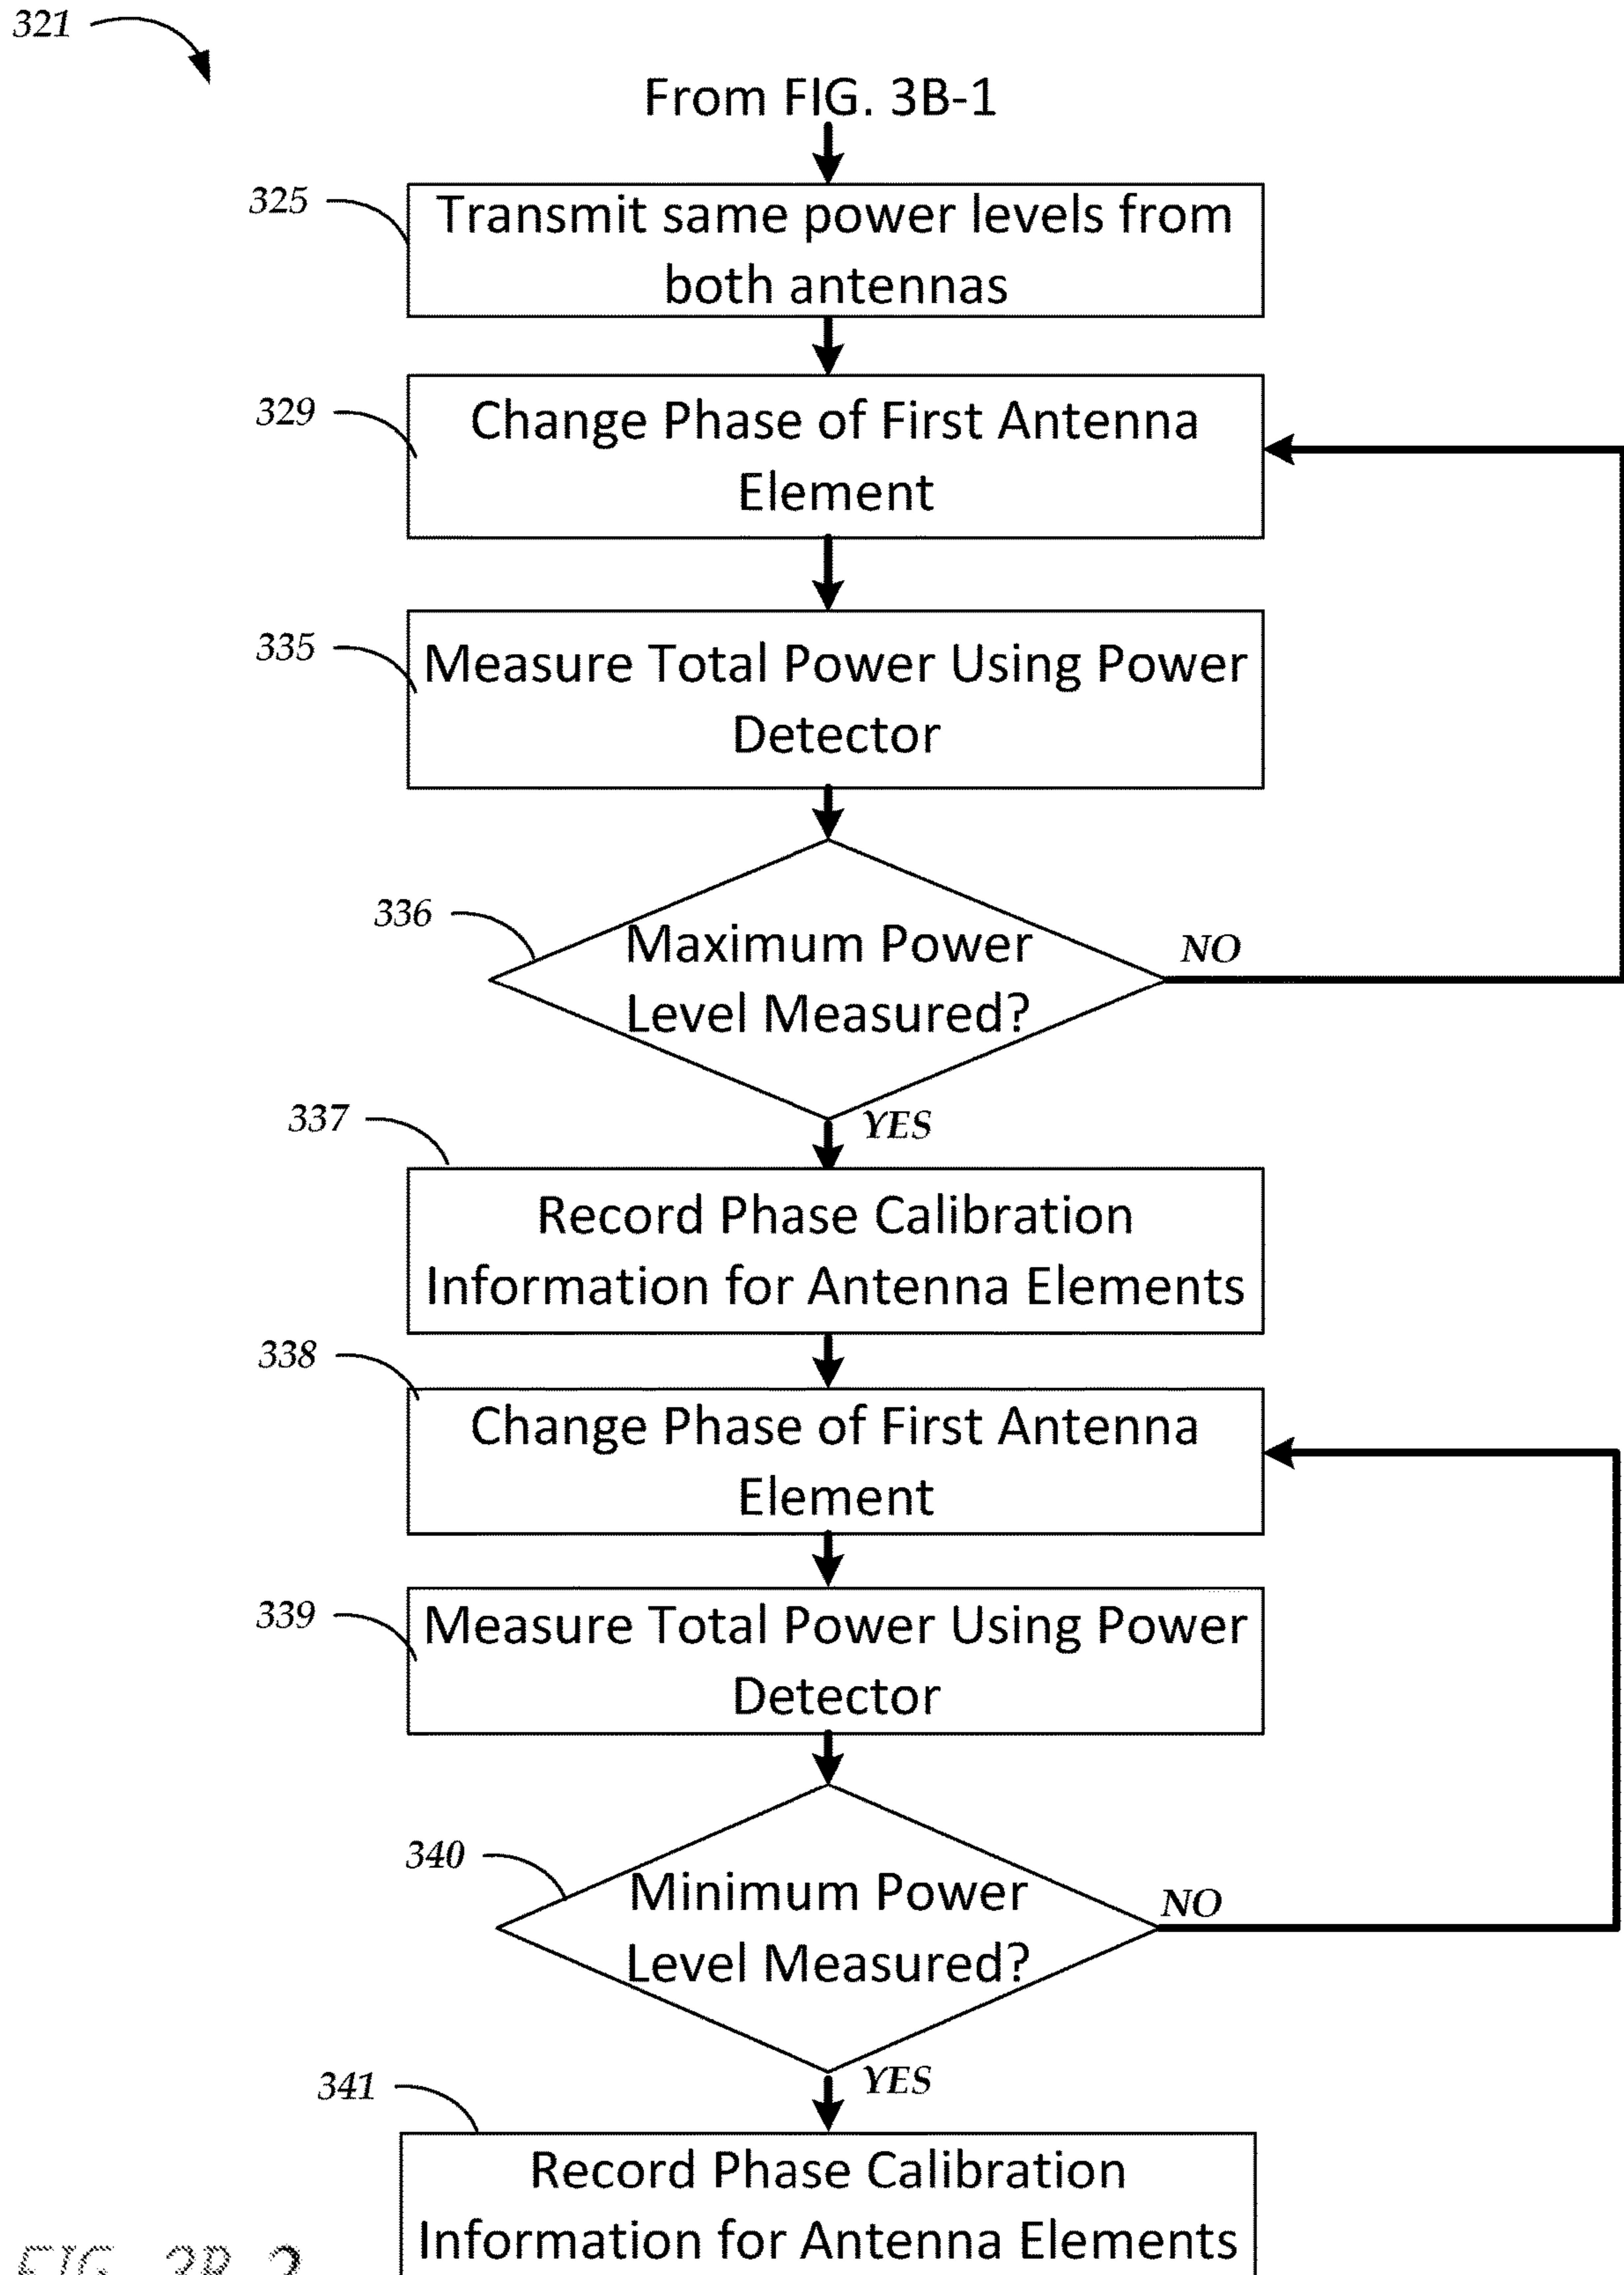 321
From FIG. 3B-1
325
Transmit same power levels from
both antennas
329
Change Phase of First Antenna
Element
335
Measure Total Power Using Power
Detector
336
Maximum Power
Level Measured?
NO
YES
337
Record Phase Calibration
Information for Antenna Elements
338
Change Phase of First Antenna
Element
339
Measure Total Power Using Power
Detector
340
Minimum Power
Level Measured?
NO
YES
341
Record Phase Calibration
Information for Antenna Elements
FIG. 3B-2